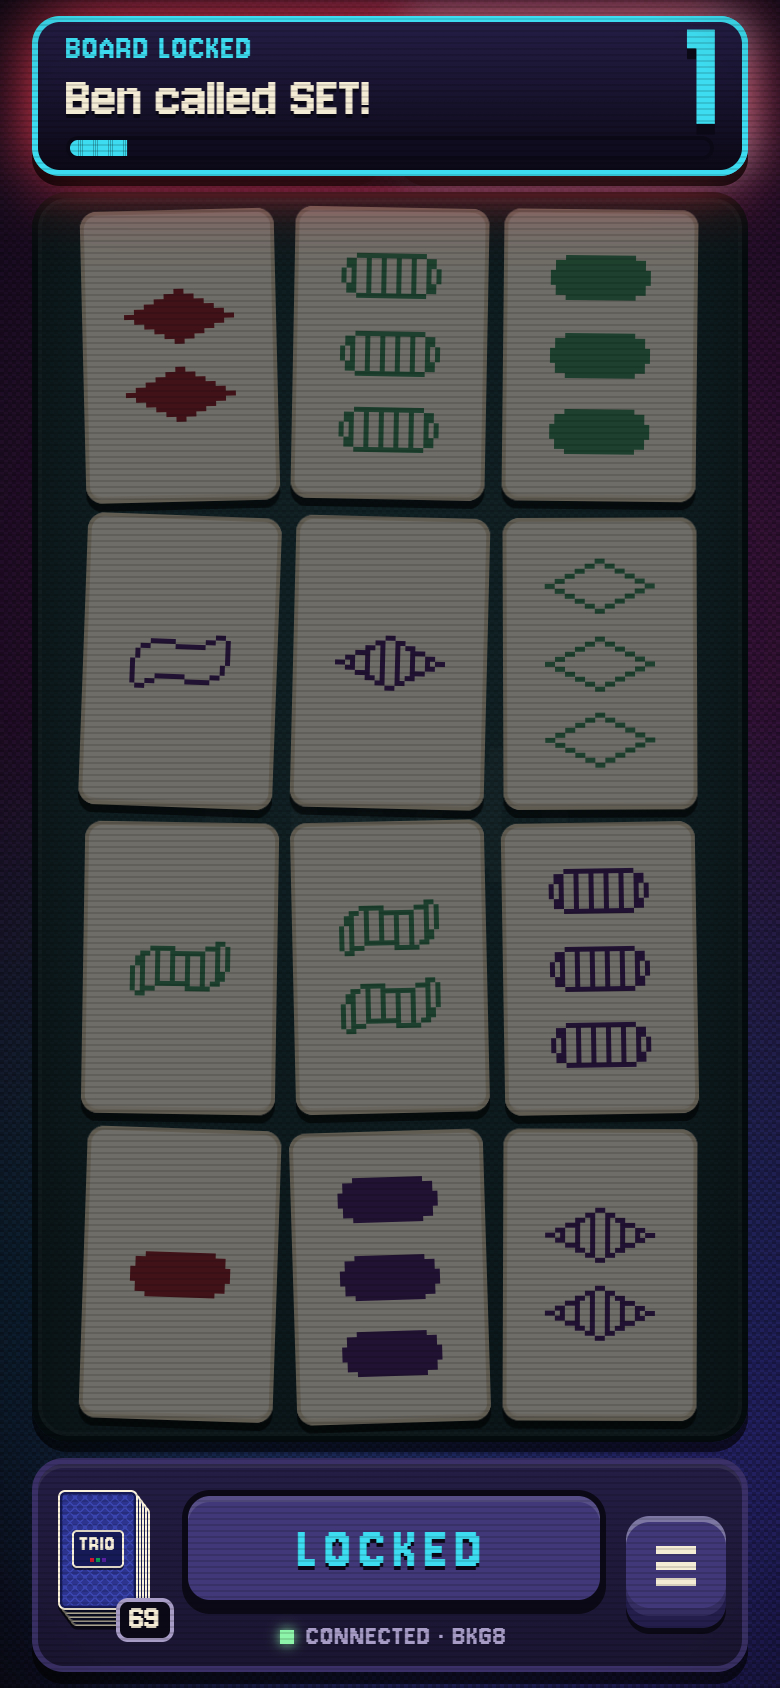 BOARD LOCKED
Ben called SET!
1
TRIO
69
LOCKED
CONNECTED · BKG8